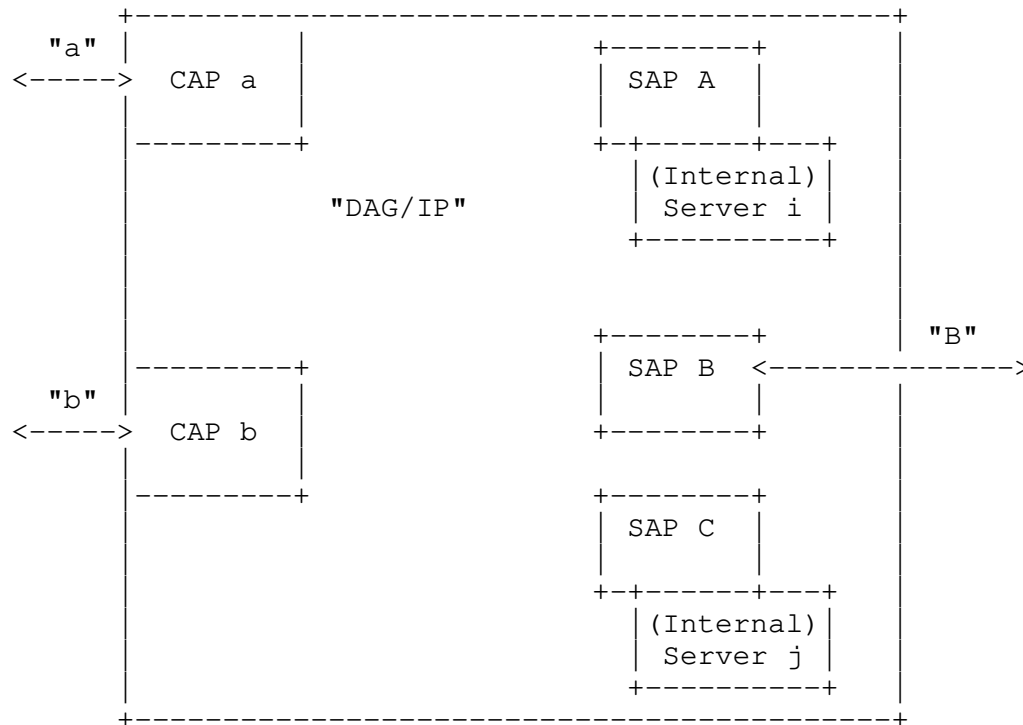 "a"
CAP a
SAP A
(Internal)
Server i
"DAG/IP"
"B"
SAP B
"b"
CAP b
SAP C
(Internal)
Server j